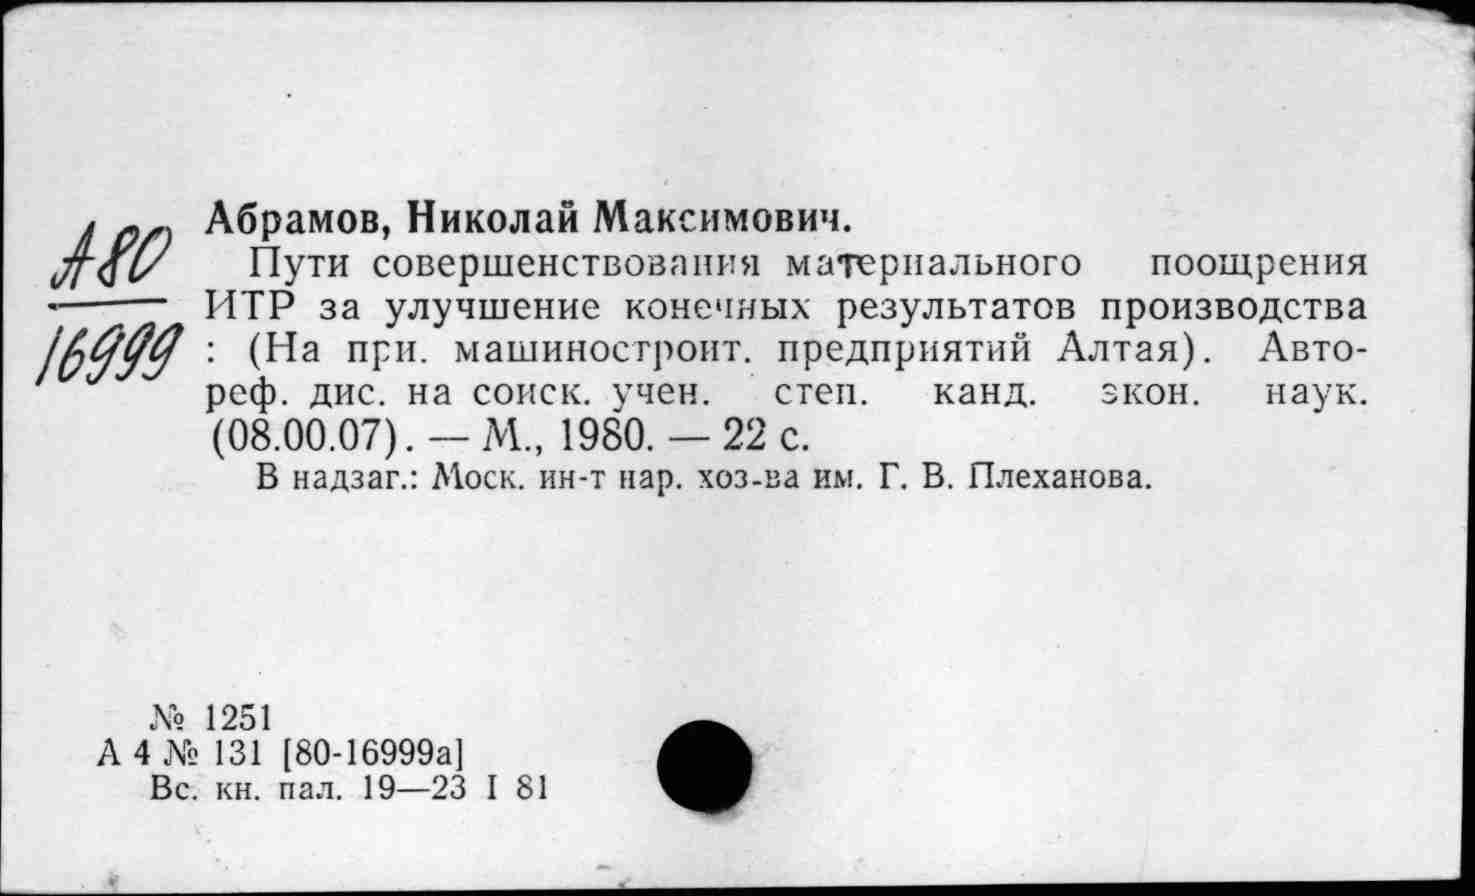 А80
16999
Абрамов, Николай Максимович.
Пути совершенствования материального поощрения
ИТР за улучшение конечных результатов производства
: (На при. машиностроит. предприятий Алтая). Авто-
реф. дис. на соиск. учен. степ. канд. экон. наук.
(08.00.07). — М., 1980. — 22 с.
В надзаг.: Моск. ин-т нар. хоз-ва им. Г. В. Плеханова.
№ 1251
А 4 № 131 [80-16999а]
Вс. кн. пал. 19—23 I 81